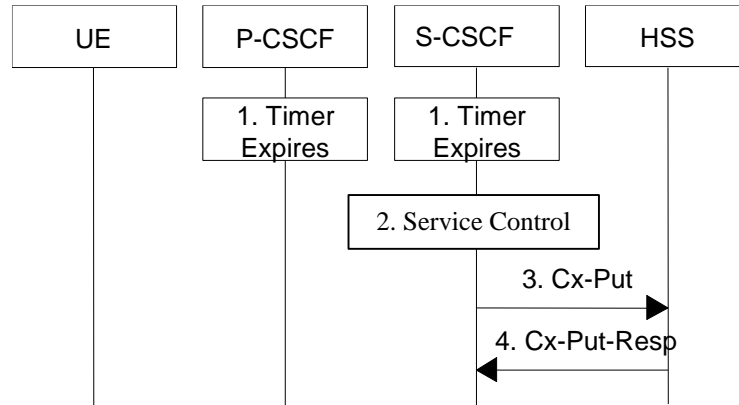 UE
P-CSCF
S-CSCF
HSS
1. Timer
Expires
1. Timer
Expires
2. Service Control
3. Cx-Put
4. Cx-Put-Resp